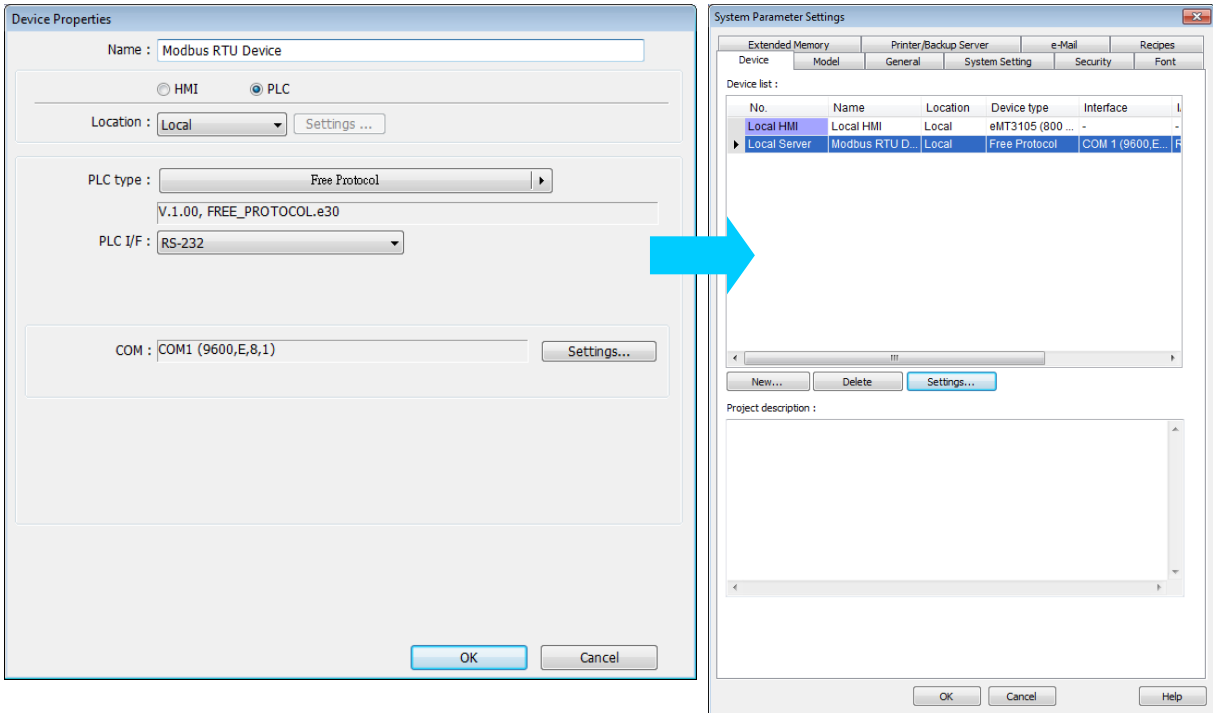 Device Properties
Name : Modbus RTU Device
HMI PLC
Location : Local Settings ...
PLC type : Free Protocol
V.1.00, FREE_PROTOCOL.e30
PLC I/F : RS-232
COM : COM1 (9600,E,8,1) Settings...
OK Cancel
System Parameter Settings
Extended Memory Printer/Backup Server e-Mail Recipes
Device Model General System Setting Security Font
Device list :
No. Name Location Device type Interface I.
Local HMI Local HMI Local eMT3105 (800 ... - -
Local Server Modbus RTU D... Local Free Protocol COM 1 (9600,E... R
New... Delete Settings...
Project description :
OK Cancel Help